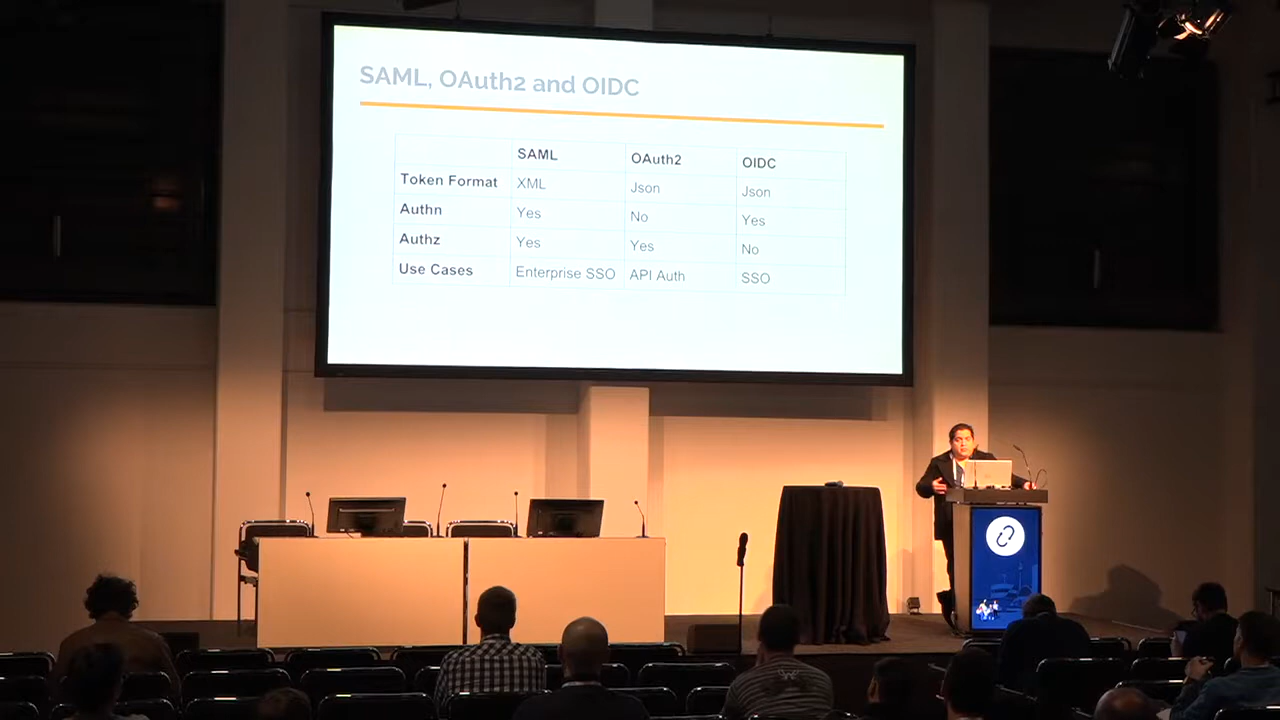 SAML, OAuth2 and OIDC
SAML OAuth2 OIDC
Token Format XML Json Json
Authn Yes No Yes
Authz Yes Yes No
Use Cases Enterprise SSO API Auth SSO